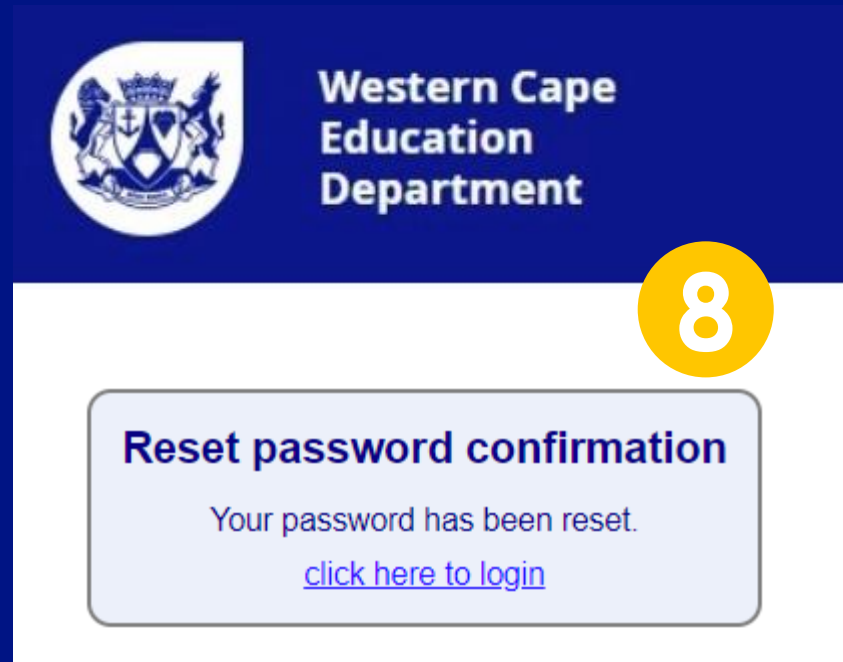 Western Cape
Education
Department
8
Reset password confirmation
Your password has been reset.
click here to login